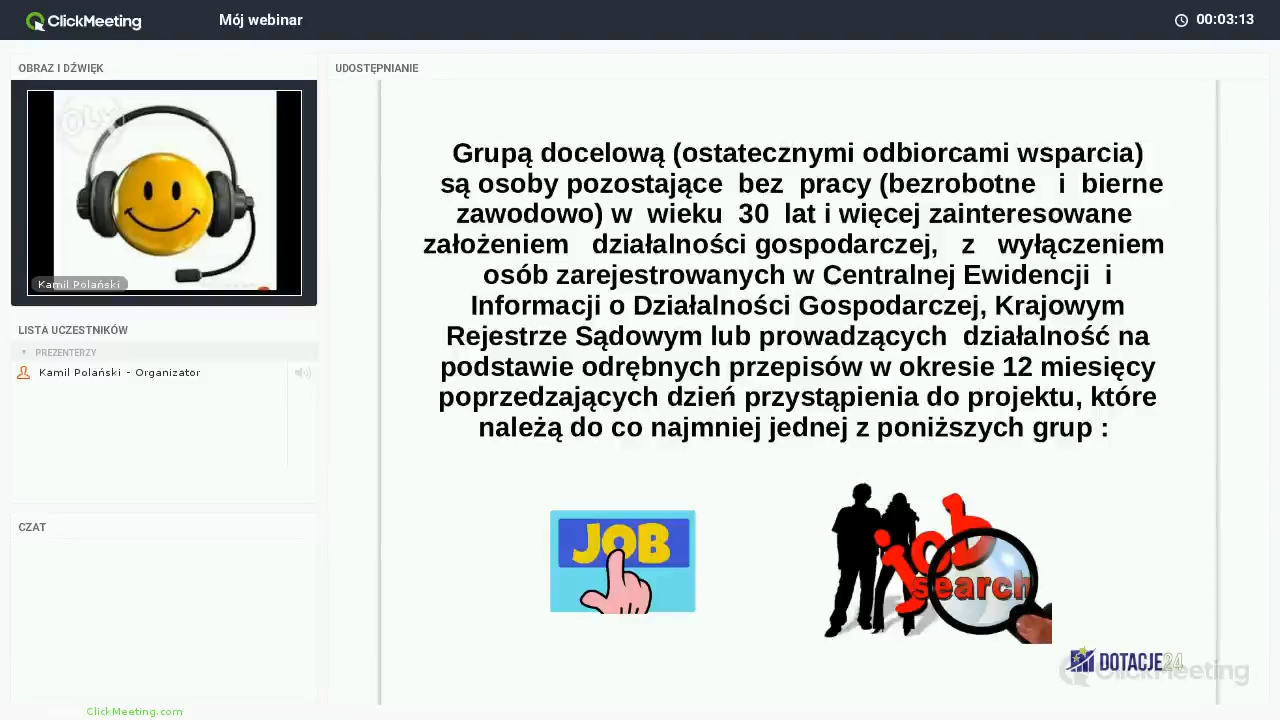 ClickMeeting
Mój webinar
00:03:13
OBRAZ I DŹWIĘK
OLX
Kamil Polański
LISTA UCZESTNIKÓW
PREZENTERZY
Kamil Polański - Organizator
CZAT
ClickMeeting.com
UDOSTĘPNIANIE
Grupą docelową (ostatecznymi odbiorcami wsparcia)
są osoby pozostające bez pracy (bezrobotne i bierne
zawodowo) w wieku 30 lat i więcej zainteresowane
założeniem działalności gospodarczej, z wyłączeniem
osób zarejestrowanych w Centralnej Ewidencji i
Informacji o Działalności Gospodarczej, Krajowym
Rejestrze Sądowym lub prowadzących działalność na
podstawie odrębnych przepisów w okresie 12 miesięcy
poprzedzających dzień przystąpienia do projektu, które
należą do co najmniej jednej z poniższych grup :
JOB
job
search
DOTACJE24
ClickMeeting